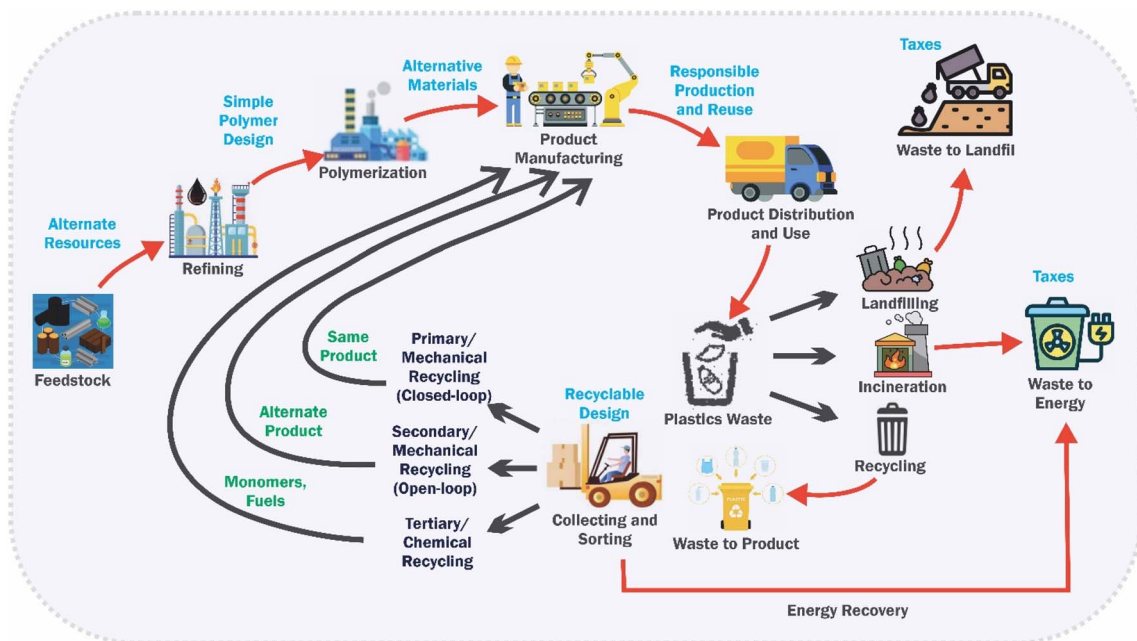 Taxes
Alternative
Materials
Responsible
Production
and Reuse
Simple
Polymer
Design
Product
Manufacturing
Waste to Landfil
Polymerization
Alternate
Resources
Product Distribution
and Use
Refining
Taxes
Landfilling
Same
Product
Primary/
Mechanical
Recycling
(Closed-loop)
Feedstock
Incineration
Waste to
Energy
Recyclable
Design
Plastics Waste
Alternate
Product
Secondary/
Mechanical
Recycling
(Open-loop)
Recycling
Monomers,
Fuels
Collecting and
Sorting
Waste to Product
Tertiary/
Chemical
Recycling
Energy Recovery